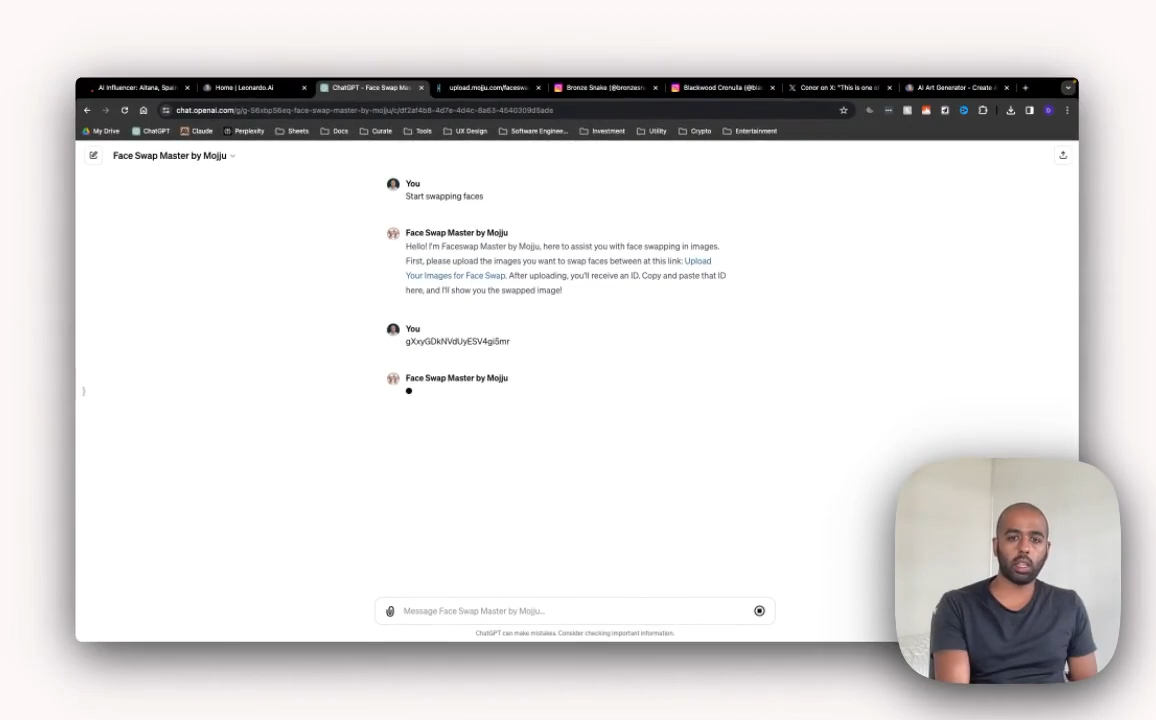 AI Influencer: Aitana, Spain
Home | Leonardo.Ai
ChatGPT - Face Swap Mas
upload.mojju.com/faceswa
Bronze Snake (@bronzesn
Blackwood Cronulla (@bla
Conor on X: "This is one of
AI Art Generator - Create A
chat.openai.com/g/g-S6xbpS6eq-face-swap-master-by-mojju/c/df2af4b8-4d7e-4d4c-8a63-4540309d5ade
My Drive
ChatGPT
Claude
Perplexity
Sheets
Docs
Curate
Tools
UX Design
Software Enginee...
Investment
Utility
Crypto
Entertainment
Face Swap Master by Mojju
You
Start swapping faces
Face Swap Master by Mojju
Hello! I'm Faceswap Master by Mojju, here to assist you with face swapping in images.
First, please upload the images you want to swap faces between at this link: Upload
Your Images for Face Swap. After uploading, you'll receive an ID. Copy and paste that ID
here, and I'll show you the swapped image!
You
gXxyGDkNVdUyESV4gi5mr
Face Swap Master by Mojju
Message Face Swap Master by Mojju...
ChatGPT can make mistakes. Consider checking important information.